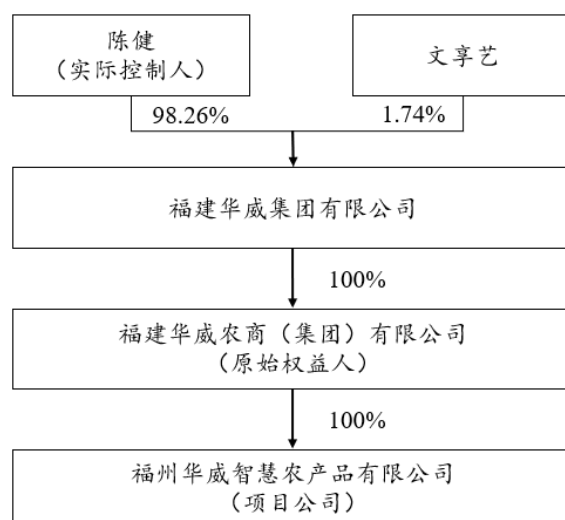 陈健
（实际控制人）
文享艺
98.26%
1.74%
福建华威集团有限公司
100%
福建华威农商（集团）有限公司
（原始权益人）
100%
福州华威智慧农产品有限公司
（项目公司）